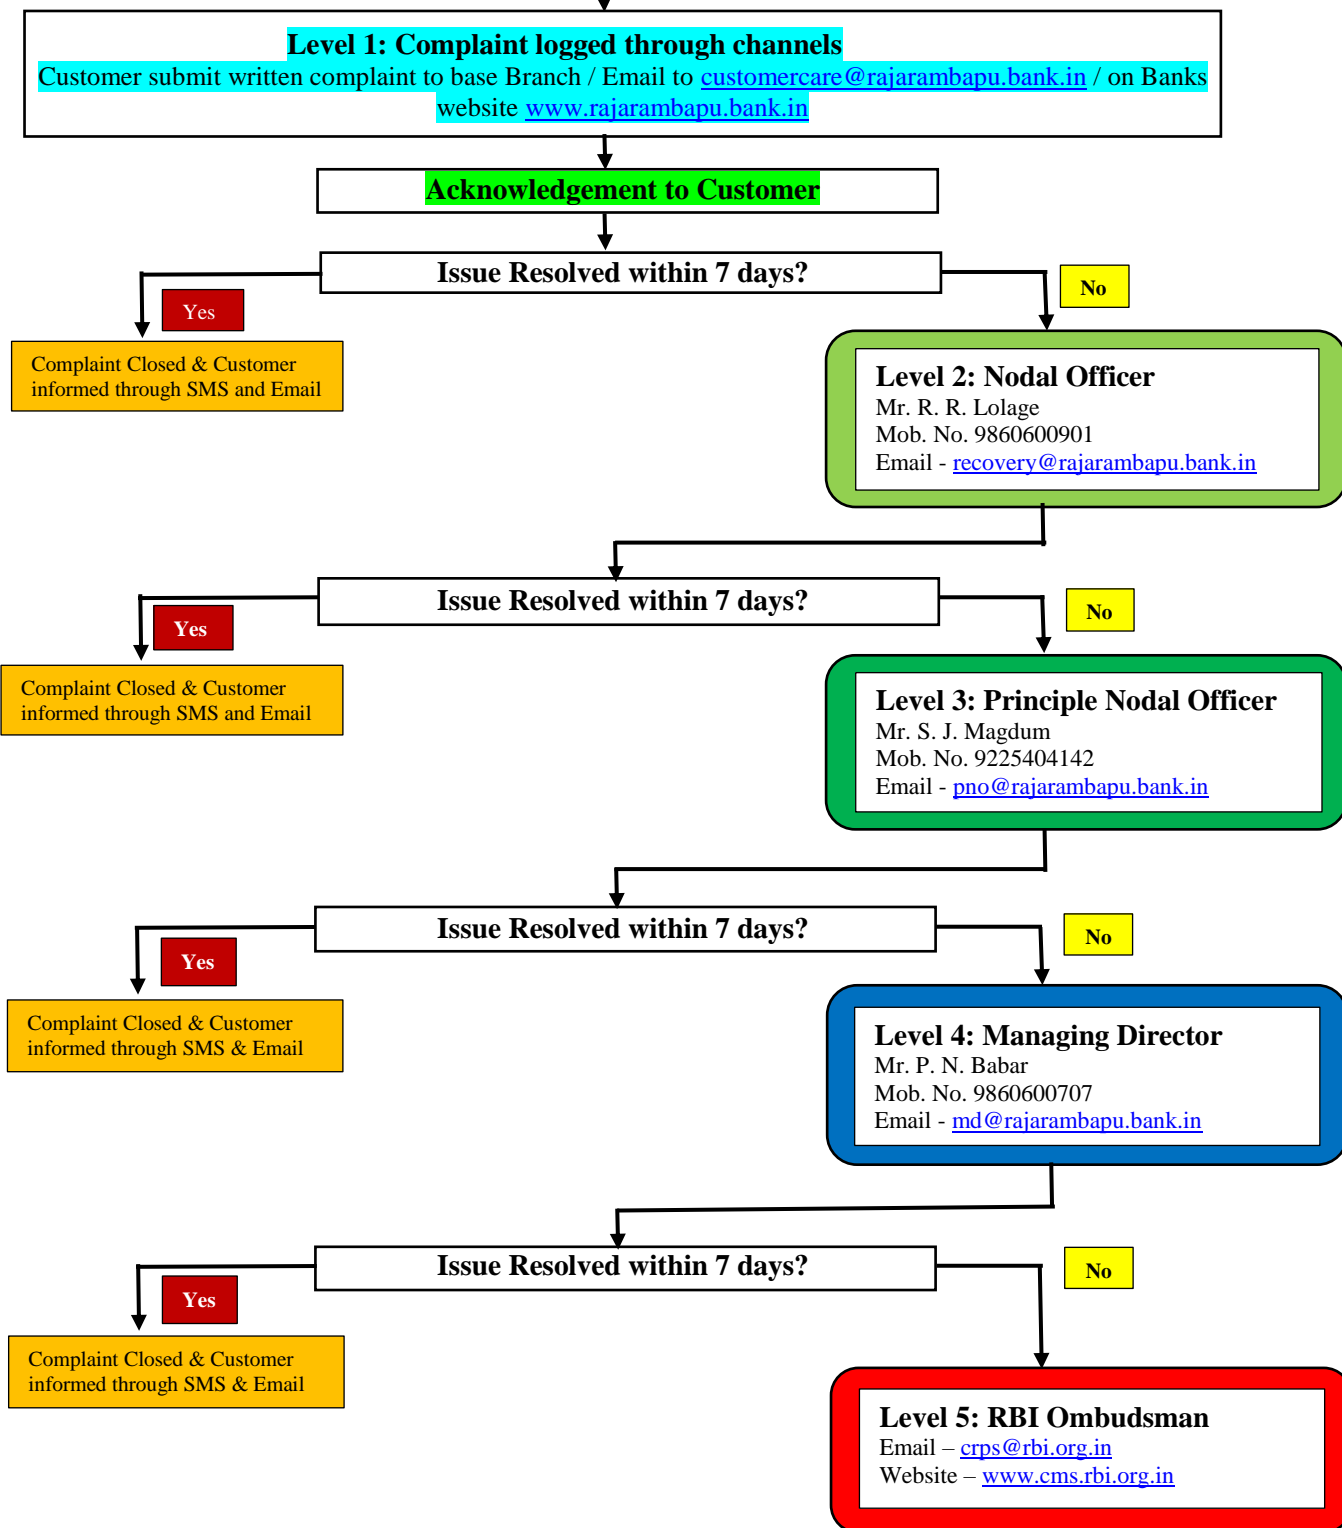 Level 1: Complaint logged through channels
Customer submit written complaint to base Branch / Email to customercare@rajarambapu.bank.in / on Banks
website www.rajarambapu.bank.in
Acknowledgement to Customer
Issue Resolved within 7 days?
Yes
No
Complaint Closed & Customer
informed through SMS and Email
Level 2: Nodal Officer
Mr. R. R. Lolage
Mob. No. 9860600901
Email - recovery@rajarambapu.bank.in
Issue Resolved within 7 days?
Yes
No
Complaint Closed & Customer
informed through SMS and Email
Level 3: Principle Nodal Officer
Mr. S. J. Magdum
Mob. No. 9225404142
Email - pno@rajarambapu.bank.in
Issue Resolved within 7 days?
Yes
No
Complaint Closed & Customer
informed through SMS & Email
Level 4: Managing Director
Mr. P. N. Babar
Mob. No. 9860600707
Email - md@rajarambapu.bank.in
Issue Resolved within 7 days?
Yes
No
Complaint Closed & Customer
informed through SMS & Email
Level 5: RBI Ombudsman
Email – crps@rbi.org.in
Website – www.cms.rbi.org.in